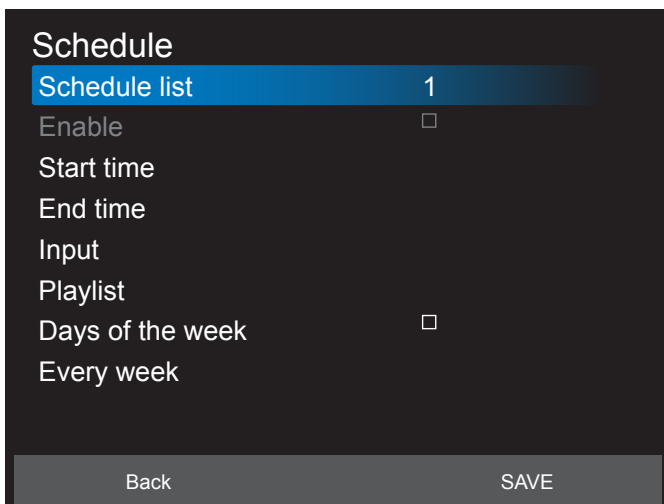 Schedule
Schedule list 1
Enable
Start time
End time
Input
Playlist
Days of the week
Every week
Back SAVE